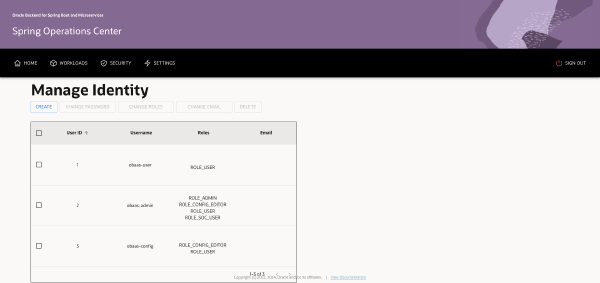 Oracle Backend for Spring Boot and Microservices
Spring Operations Center
HOME WORKLOADS SECURITY SETTINGS SIGN OUT
Manage Identity
CREATE CHANGE PASSWORD CHANGE ROLES CHANGE EMAIL DELETE
User ID ↑ Username Roles Email
1 obaas-user ROLE_USER
2 obaas-admin ROLE_ADMIN
ROLE_CONFIG_EDITOR
ROLE_USER
ROLE_SOC_USER
3 obaas-config ROLE_CONFIG_EDITOR
ROLE_USER
1–3 of 3
Copyright (c) 2022, 2024, Oracle and/or its affiliates. | View Documentation